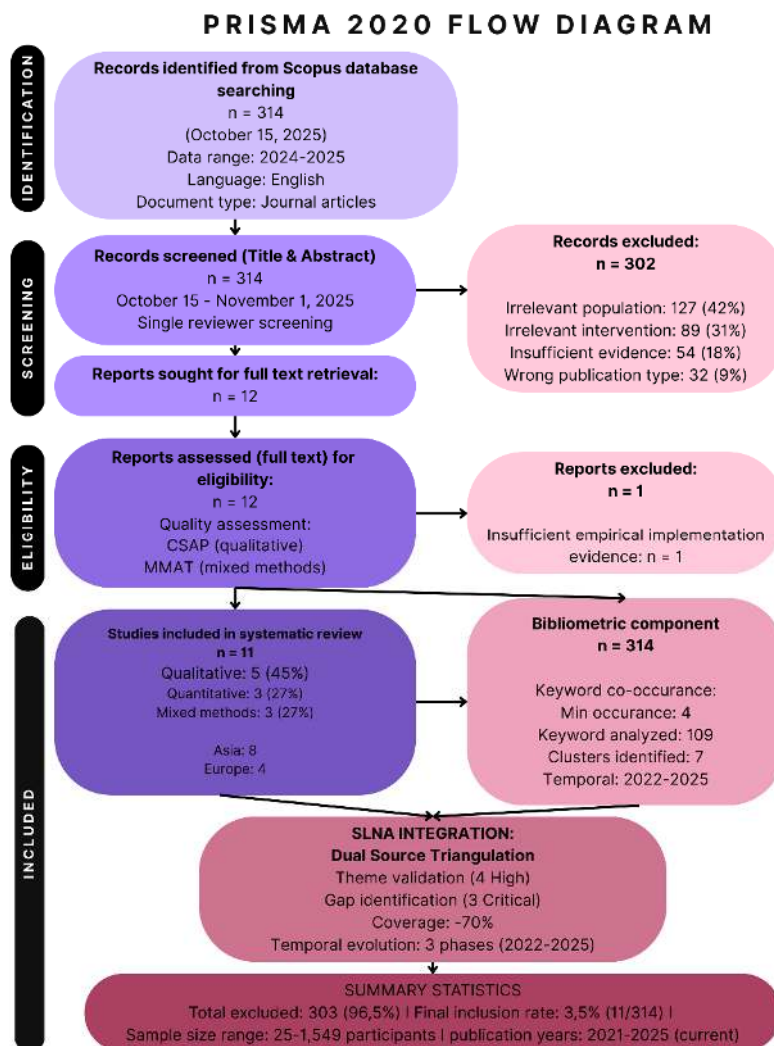 PRISMA 2020 FLOW DIAGRAM
IDENTIFICATION
Records identified from Scopus database
searching
n = 314
(October 15, 2025)
Data range: 2024-2025
Language: English
Document type: Journal articles
SCREENING
Records screened (Title & Abstract)
n = 314
October 15 - November 1, 2025
Single reviewer screening
Records excluded:
n = 302
Irrelevant population: 127 (42%)
Irrelevant intervention: 89 (31%)
Insufficient evidence: 54 (18%)
Wrong publication type: 32 (9%)
Reports sought for full text retrieval:
n = 12
ELIGIBILITY
Reports assessed (full text) for
eligibility:
n = 12
Quality assessment:
CSAP (qualitative)
MMAT (mixed methods)
Reports excluded:
n = 1
Insufficient empirical implementation
evidence: n = 1
INCLUDED
Studies included in systematic review
n = 11
Qualitative: 5 (45%)
Quantitative: 3 (27%)
Mixed methods: 3 (27%)
Asia: 8
Europe: 4
Bibliometric component
n = 314
Keyword co-occurance:
Min occurance: 4
Keyword analyzed: 109
Clusters identified: 7
Temporal: 2022-2025
SLNA INTEGRATION:
Dual Source Triangulation
Theme validation (4 High)
Gap identification (3 Critical)
Coverage: -70%
Temporal evolution: 3 phases (2022-2025)
SUMMARY STATISTICS
Total excluded: 303 (96,5%) I Final inclusion rate: 3,5% (11/314) I
Sample size range: 25-1,549 participants I publication years: 2021-2025 (current)